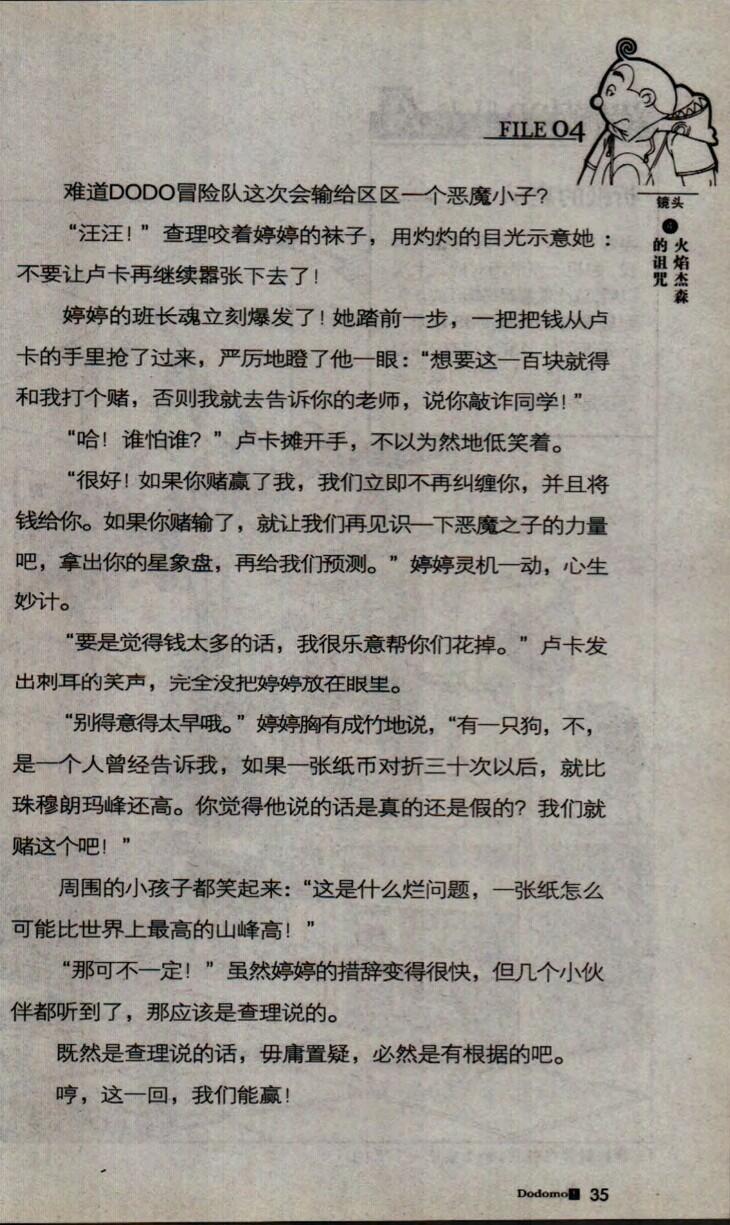 FILE 04
镜头
火焰杰森
的诅咒
难道DODO冒险队这次会输给区区一个恶魔小子？
“汪汪！”查理咬着婷婷的袜子，用灼灼的目光示意她：
不要让卢卡再继续嚣张下去了！
婷婷的班长魂立刻爆发了！她踏前一步，一把把钱从卢
卡的手里抢了过来，严厉地瞪了他一眼：“想要这一百块就得
和我打个赌，否则我就去告诉你的老师，说你敲诈同学！”
“哈！谁怕谁？”卢卡摊开手，不以为然地低笑着。
“很好！如果你赌赢了我，我们立即不再纠缠你，并且将
钱给你。如果你赌输了，就让我们再见识一下恶魔之子的力量
吧，拿出你的星象盘，再给我们预测。”婷婷灵机一动，心生
妙计。
“要是觉得钱太多的话，我很乐意帮你们花掉。”卢卡发
出刺耳的笑声，完全没把婷婷放在眼里。
“别得意得太早哦。”婷婷胸有成竹地说，“有一只狗，不，
是一个人曾经告诉我，如果一张纸币对折三十次以后，就比
珠穆朗玛峰还高。你觉得他说的话是真的还是假的？我们就
赌这个吧！”
周围的小孩子都笑起来：“这是什么烂问题，一张纸怎么
可能比世界上最高的山峰高！”
“那可不一定！”虽然婷婷的措辞变得很快，但几个小伙
伴都听到了，那应该是查理说的。
既然是查理说的话，毋庸置疑，必然是有根据的吧。
哼，这一回，我们能赢！
Dodomo 35